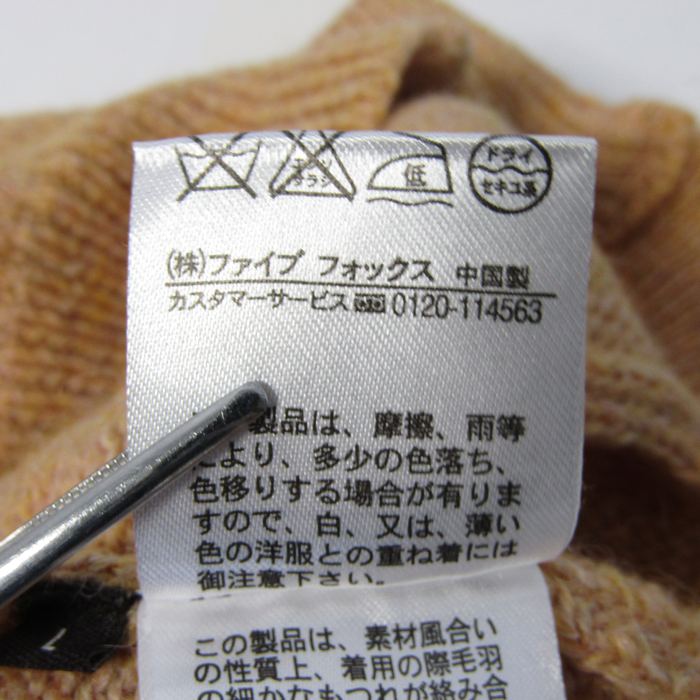 低
ドライ
セキユ系
(株)ファイブ フォックス 中国製
カスタマーサービス 0120-114563
製品は、摩擦、雨等
により、多少の色落ち、
色移りする場合が有りま
すので、白、又は、薄い
色の洋服との重ね着には
御注意下さい。
この製品は、素材風合い
の性質上、着用の際毛羽
の細かなもつれが絡み合